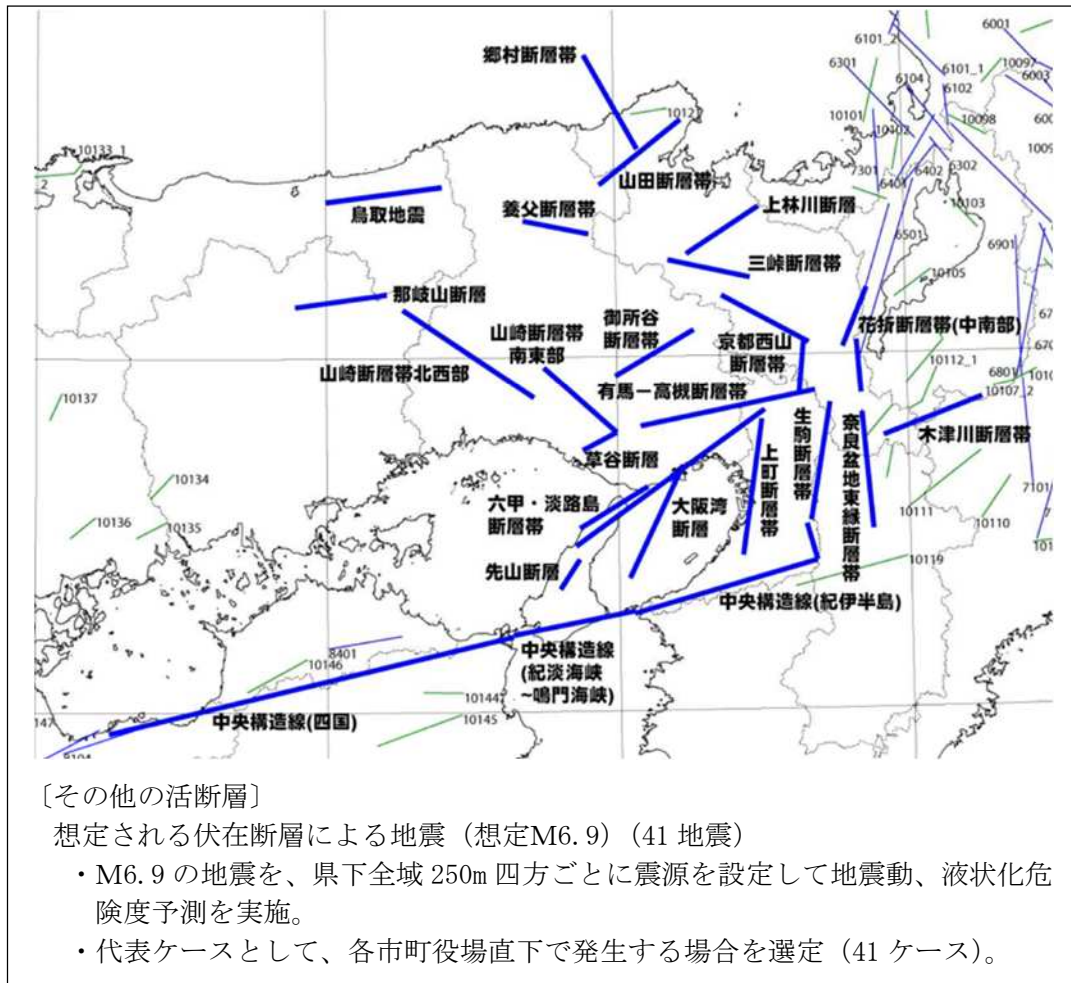 郷村断層帯
6101_2
6001
6301
6104
6101_1
10097
6003
6102
10133_1
10101
10102
10098
山田断層帯
7301
6401
6402
6302
鳥取地震
養父断層帯
上林川断層
10103
6501
6901
三峠断層帯
10105
那岐山断層
御所谷
断層帯
花折断層帯(中南部)
山崎断層帯
南東部
京都西山
断層帯
山崎断層帯北西部
10112_1
6801
10107_2
有馬－高槻断層帯
10137
生駒断層帯
奈良盆地東縁断層帯
木津川断層帯
草谷断層
上町断層帯
10134
六甲・淡路島
断層帯
大阪湾
断層
7101
10136
10135
10111
10110
10119
先山断層
中央構造線(紀伊半島)
8401
10146
中央構造線
(紀淡海峡
~鳴門海峡)
10144
10145
中央構造線(四国)
〔その他の活断層〕
想定される伏在断層による地震（想定M6.9）（41 地震）
・M6.9 の地震を、県下全域 250m 四方ごとに震源を設定して地震動、液状化危
険度予測を実施。
・代表ケースとして、各市町役場直下で発生する場合を選定（41 ケース）。